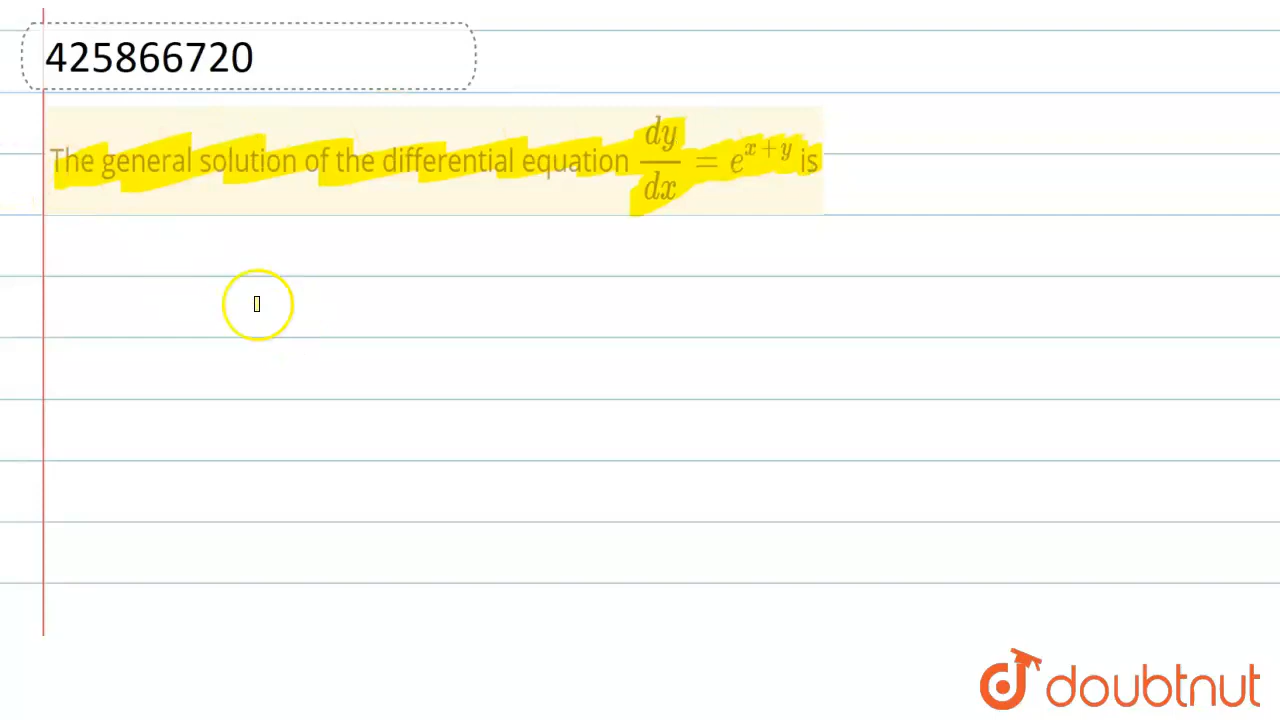 425866720
The general solution of the differential equation dy/dx = e^{x+y} is
doubtnut